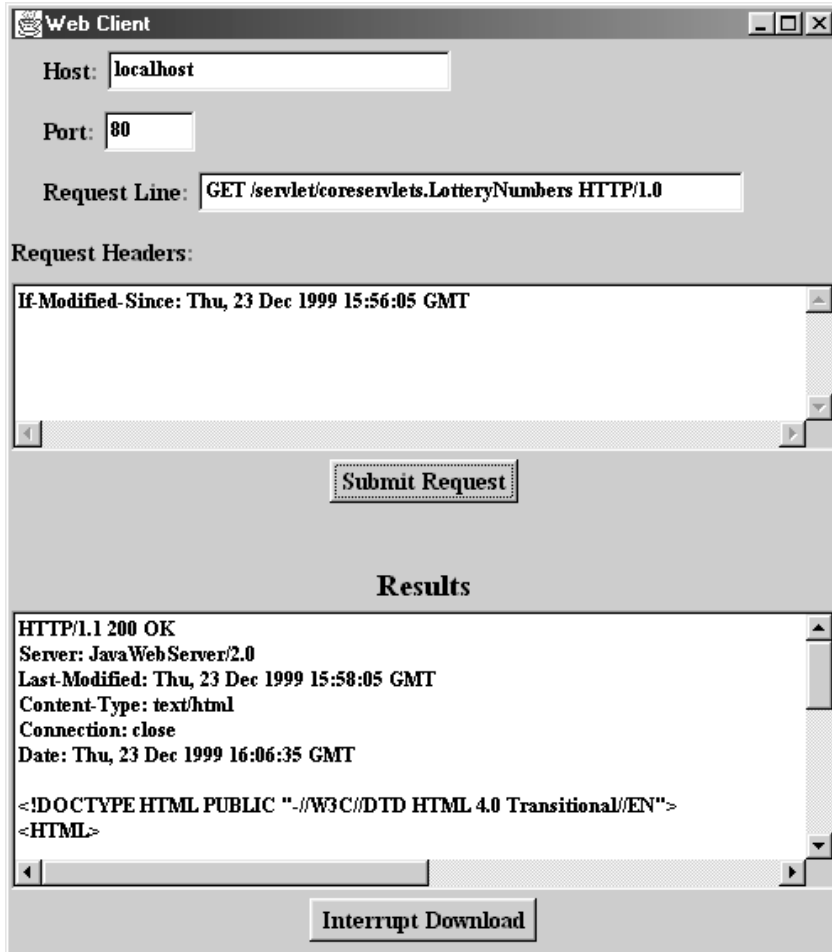 Web Client
Host: localhost
Port: 80
Request Line: GET /servlet/coreservlets.LotteryNumbers HTTP/1.0
Request Headers:
If-Modified-Since: Thu, 23 Dec 1999 15:56:05 GMT
Submit Request
Results
HTTP/1.1 200 OK
Server: JavaWebServer/2.0
Last-Modified: Thu, 23 Dec 1999 15:58:05 GMT
Content-Type: text/html
Connection: close
Date: Thu, 23 Dec 1999 16:06:35 GMT
<!DOCTYPE HTML PUBLIC "-//W3C//DTD HTML 4.0 Transitional//EN">
<HTML>
Interrupt Download